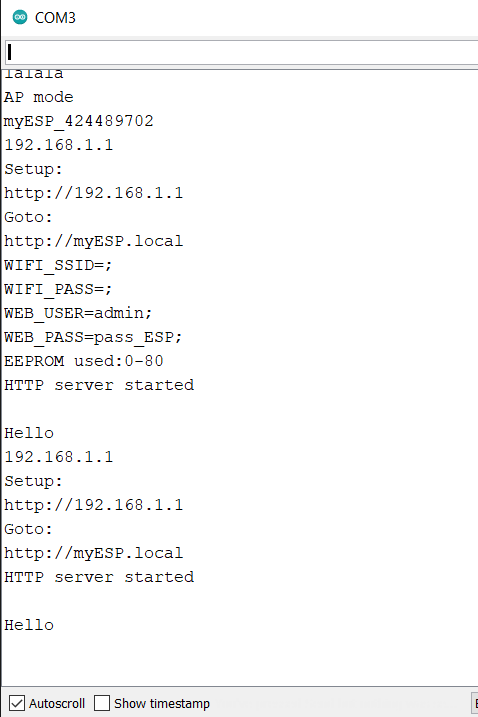 COM3
lalala
AP mode
myESP_424489702
192.168.1.1
Setup:
http://192.168.1.1
Goto:
http://myESP.local
WIFI_SSID=;
WIFI_PASS=;
WEB_USER=admin;
WEB_PASS=pass_ESP;
EEPROM used:0-80
HTTP server started
Hello
192.168.1.1
Setup:
http://192.168.1.1
Goto:
http://myESP.local
HTTP server started
Hello
Autoscroll Show timestamp